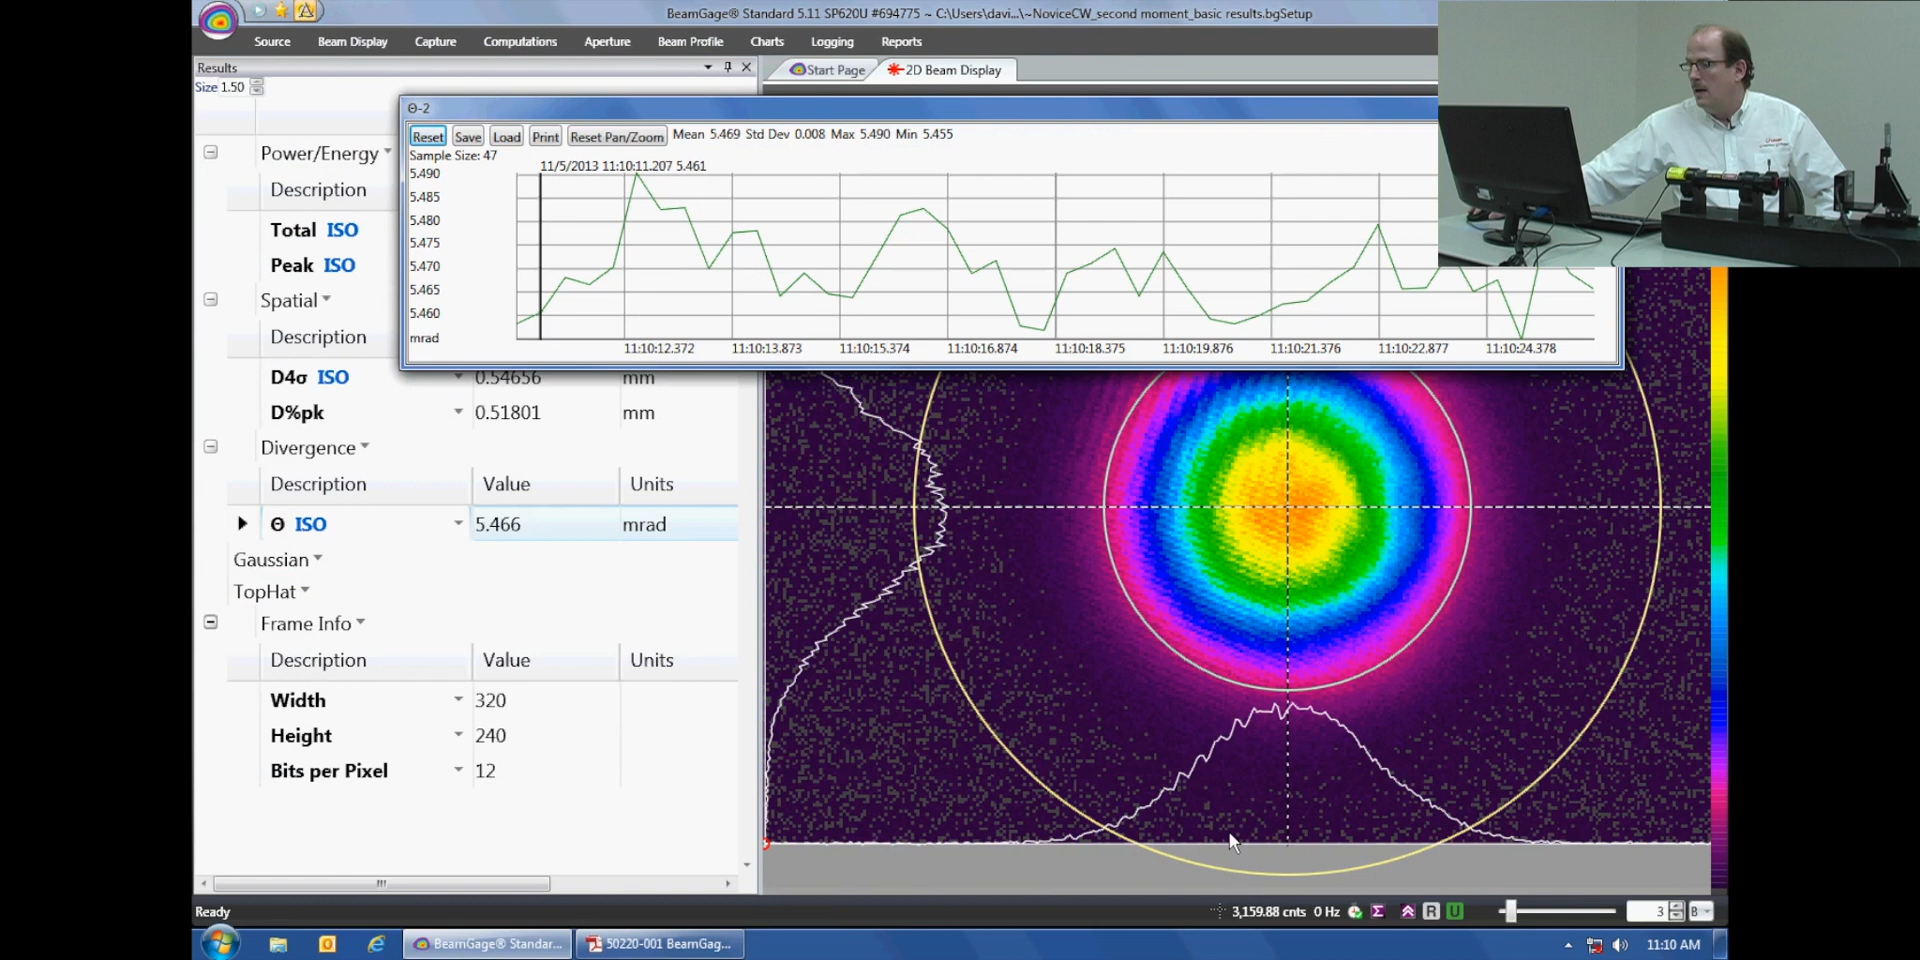 BeamGage® Standard 5.11 SP620U #694775 ~ C:\Users\davi...\~NoviceCW_second moment_basic results.bgSetup
Source Beam Display Capture Computations Aperture Beam Profile Charts Logging Reports
Results
Start Page 2D Beam Display
Size 1.50
Θ-2
Reset Save Load Print Reset Pan/Zoom Mean 5.469 Std Dev 0.008 Max 5.490 Min 5.455
Sample Size: 47
11/5/2013 11:10:11.207 5.461
5.490
5.485
5.480
5.475
5.470
5.465
5.460
mrad
11:10:12.372 11:10:13.873 11:10:15.374 11:10:16.874 11:10:18.375 11:10:19.876 11:10:21.376 11:10:22.877 11:10:24.378
Power/Energy
Description
Total ISO
Peak ISO
Spatial
Description
D4σ ISO 0.54656 mm
D%pk 0.51801 mm
Divergence
Description Value Units
Θ ISO 5.466 mrad
Gaussian
TopHat
Frame Info
Description Value Units
Width 320
Height 240
Bits per Pixel 12
Ready
3,159.88 cnts 0 Hz Σ R U 3 B
BeamGage® Standar... 50220-001 BeamGag... 11:10 AM